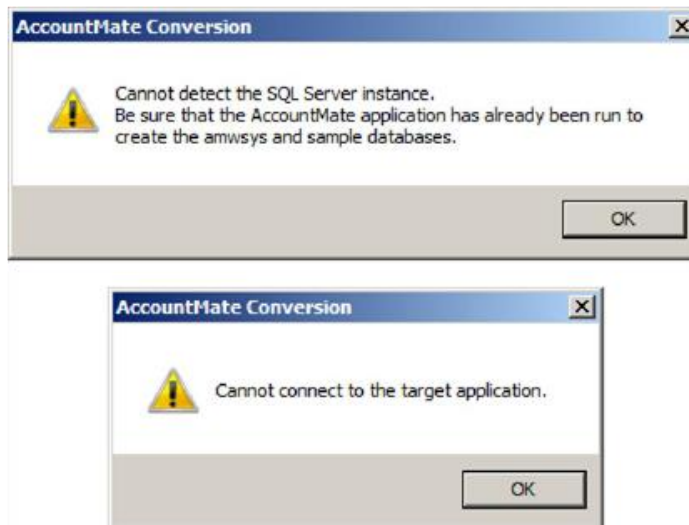 AccountMate Conversion
Cannot detect the SQL Server instance.
Be sure that the AccountMate application has already been run to
create the amwsys and sample databases.
OK
AccountMate Conversion
Cannot connect to the target application.
OK